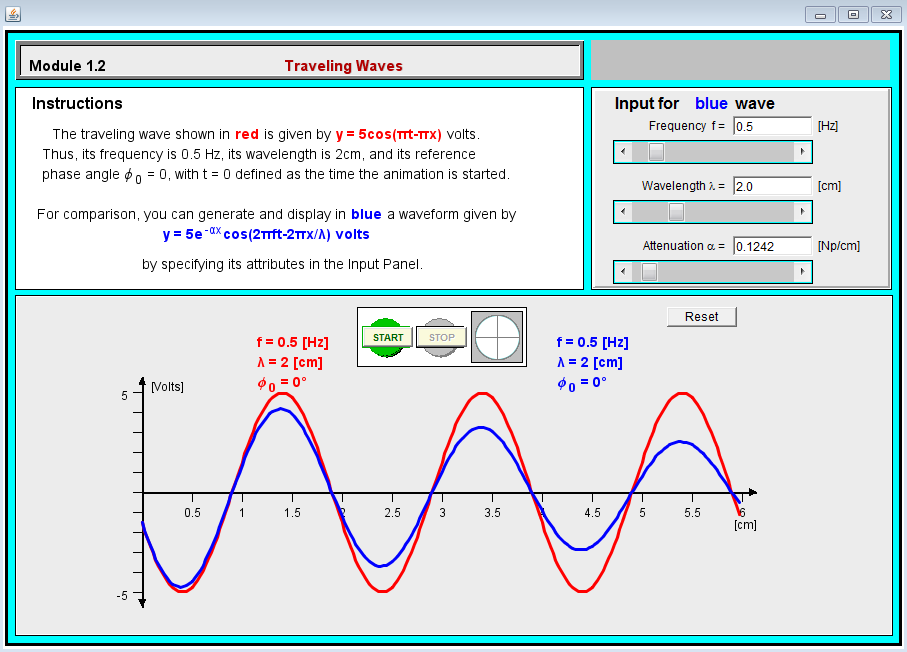 Module 1.2
Traveling Waves
Instructions
The traveling wave shown in red is given by y = 5cos(πt-πx) volts.
Thus, its frequency is 0.5 Hz, its wavelength is 2cm, and its reference
phase angle ϕ₀ = 0, with t = 0 defined as the time the animation is started.
For comparison, you can generate and display in blue a waveform given by
y = 5e⁻ᵅˣcos(2πft-2πx/λ) volts
by specifying its attributes in the Input Panel.
Input for blue wave
Frequency f = 0.5 [Hz]
Wavelength λ = 2.0 [cm]
Attenuation α = 0.1242 [Np/cm]
START STOP
Reset
f = 0.5 [Hz]
λ = 2 [cm]
ϕ₀ = 0°
f = 0.5 [Hz]
λ = 2 [cm]
ϕ₀ = 0°
5
[Volts]
0.5 1 1.5 2 2.5 3 3.5 4 4.5 5 5.5 6
[cm]
-5